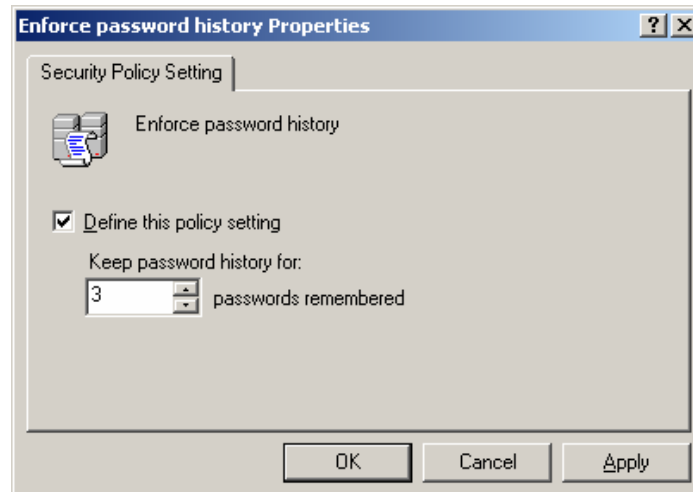 Enforce password history Properties
Security Policy Setting
Enforce password history
Define this policy setting
Keep password history for:
3 passwords remembered
OK Cancel Apply